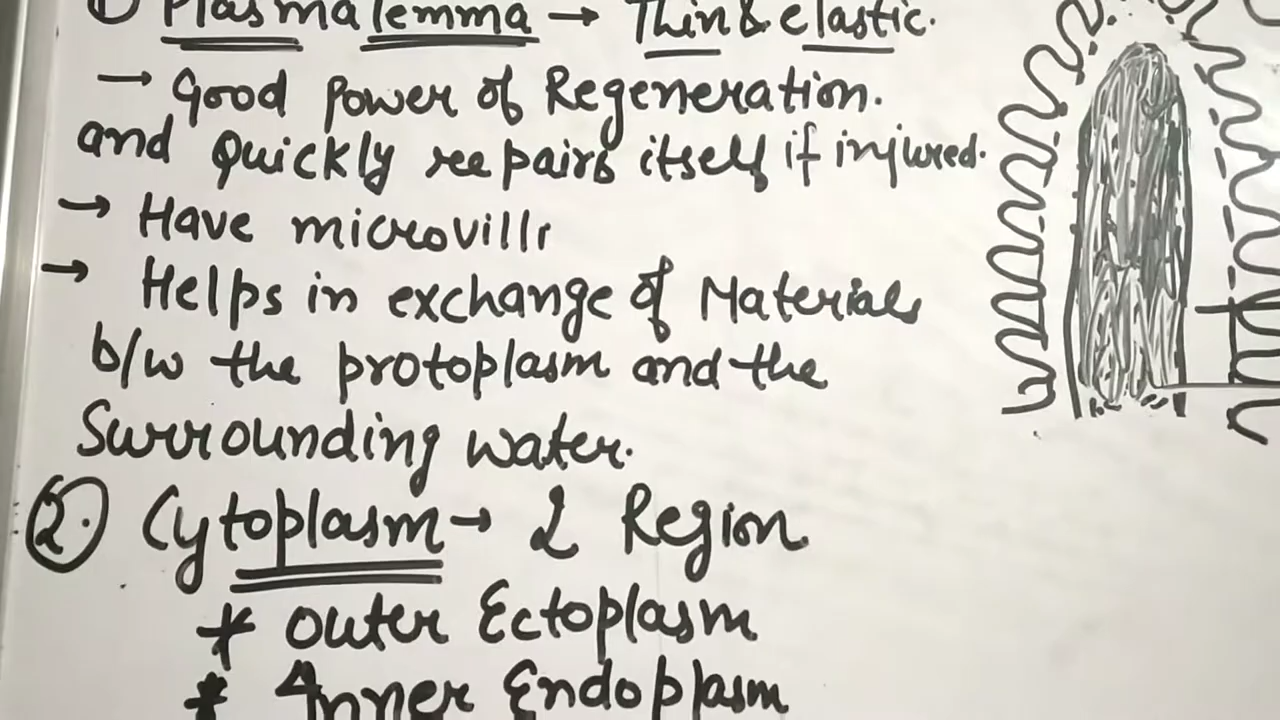 1) Plasmalemma → Thin & elastic.
→ Good Power of Regeneration.
and Quickly reepairs itself if injured.
→ Have microvilli
→ Helps in exchange of Materials
b/w the protoplasm and the
Surrounding water.
2. Cytoplasm → 2 Region
* outer Ectoplasm
* Inner Endoplasm